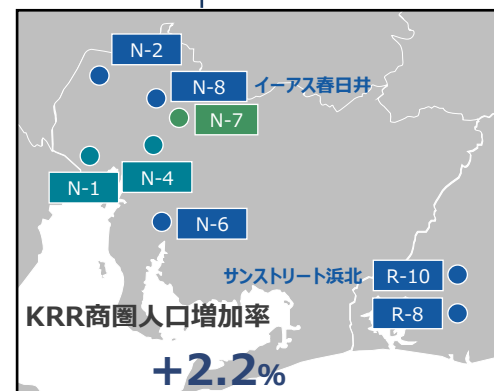 N-2
N-8 イーアス春日井
N-7
N-4
N-1
N-6
サンストリート浜北 R-10
R-8
KRR商圏人口増加率
+2.2%